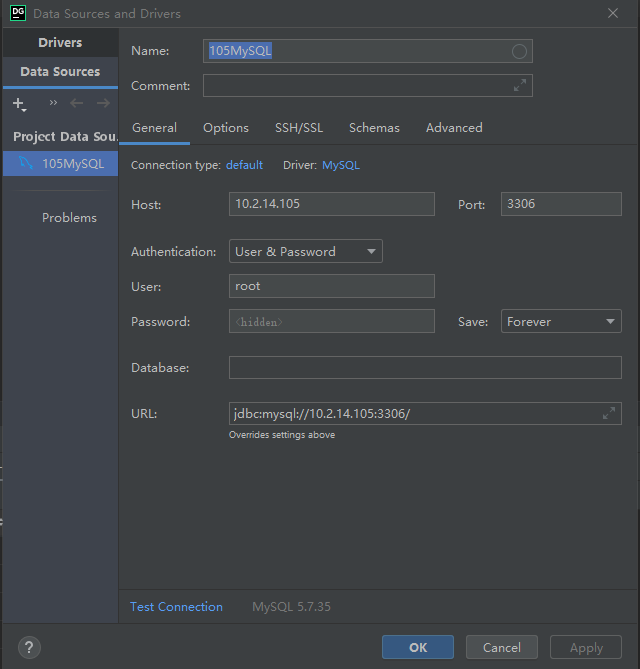 DG Data Sources and Drivers
Drivers
Data Sources
Project Data Sou.
105MySQL
Problems
Name: 105MySQL
Comment:
General Options SSH/SSL Schemas Advanced
Connection type: default Driver: MySQL
Host: 10.2.14.105 Port: 3306
Authentication: User & Password
User: root
Password: <hidden> Save: Forever
Database:
URL: jdbc:mysql://10.2.14.105:3306/
Overrides settings above
Test Connection MySQL 5.7.35
? OK Cancel Apply